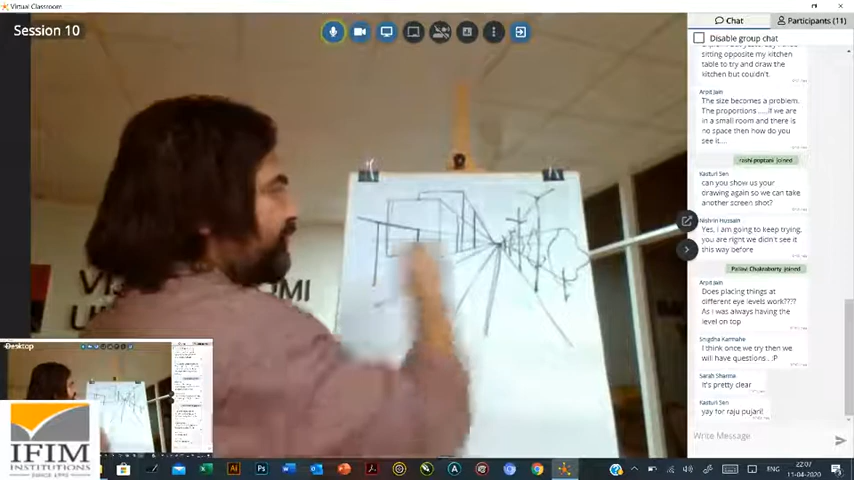 Virtual Classroom
Session 10
Chat
Participants (11)
Disable group chat
sitting opposite my kitchen
table to try and draw the
kitchen but couldn't.
Arpit Jain
The size becomes a problem.
The proportions .....if we are
in a small room and there is
no space then how do you
see it....
rashi poptani joined
Kasturi Sen
can you show us your
drawing again so we can take
another screen shot?
Nishrin Hussain
Yes, i am going to keep trying,
you are right we didn't see it
this way before
Pallavi Chakraborty joined
Arpit Jain
Does placing things at
different eye levels work????
As i was always having the
level on top
Snigdha Karmahe
I think once we try then we
will have questions . :P
Sarah Sharma
It's pretty clear
Kasturi Sen
yay for raju pujari!
Write Message
Desktop
IFIM
INSTITUTIONS
SINCE 1995
ENG
22:07
11-04-2020